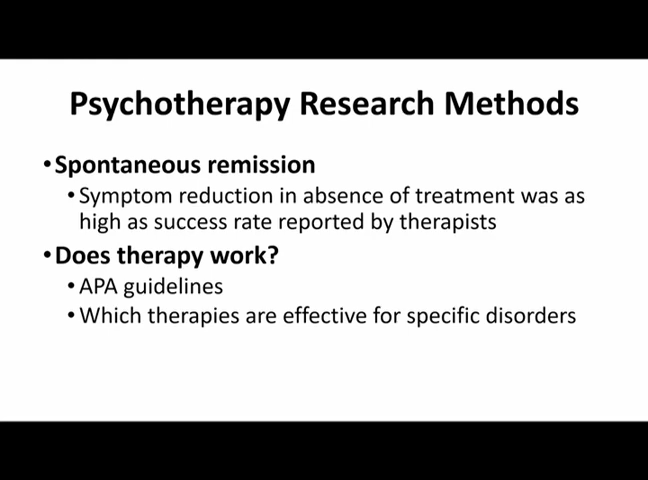 Psychotherapy Research Methods
•Spontaneous remission
•Symptom reduction in absence of treatment was as
high as success rate reported by therapists
•Does therapy work?
•APA guidelines
•Which therapies are effective for specific disorders